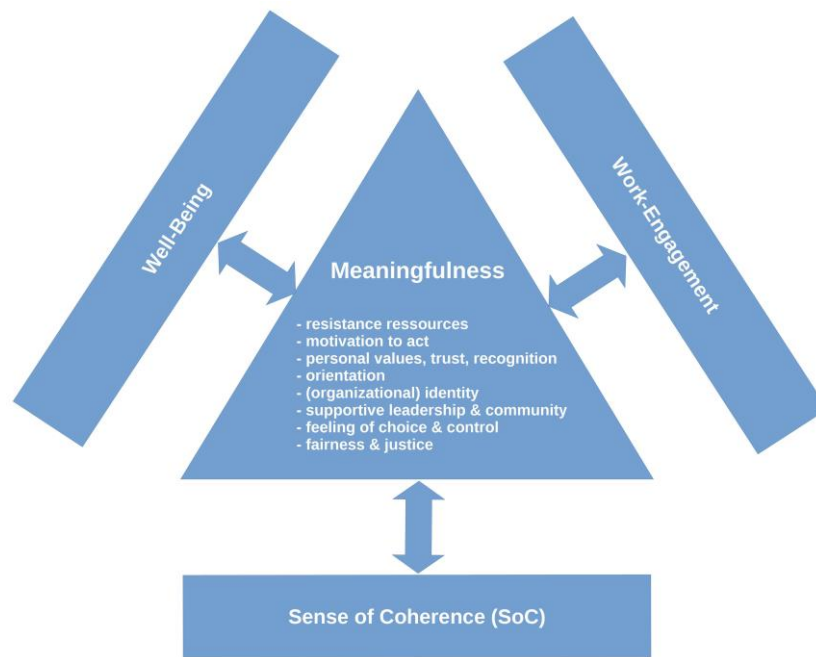 Well-Being
Work-Engagement
Meaningfulness
- resistance ressources
- motivation to act
- personal values, trust, recognition
- orientation
- (organizational) identity
- supportive leadership & community
- feeling of choice & control
- fairness & justice
Sense of Coherence (SoC)